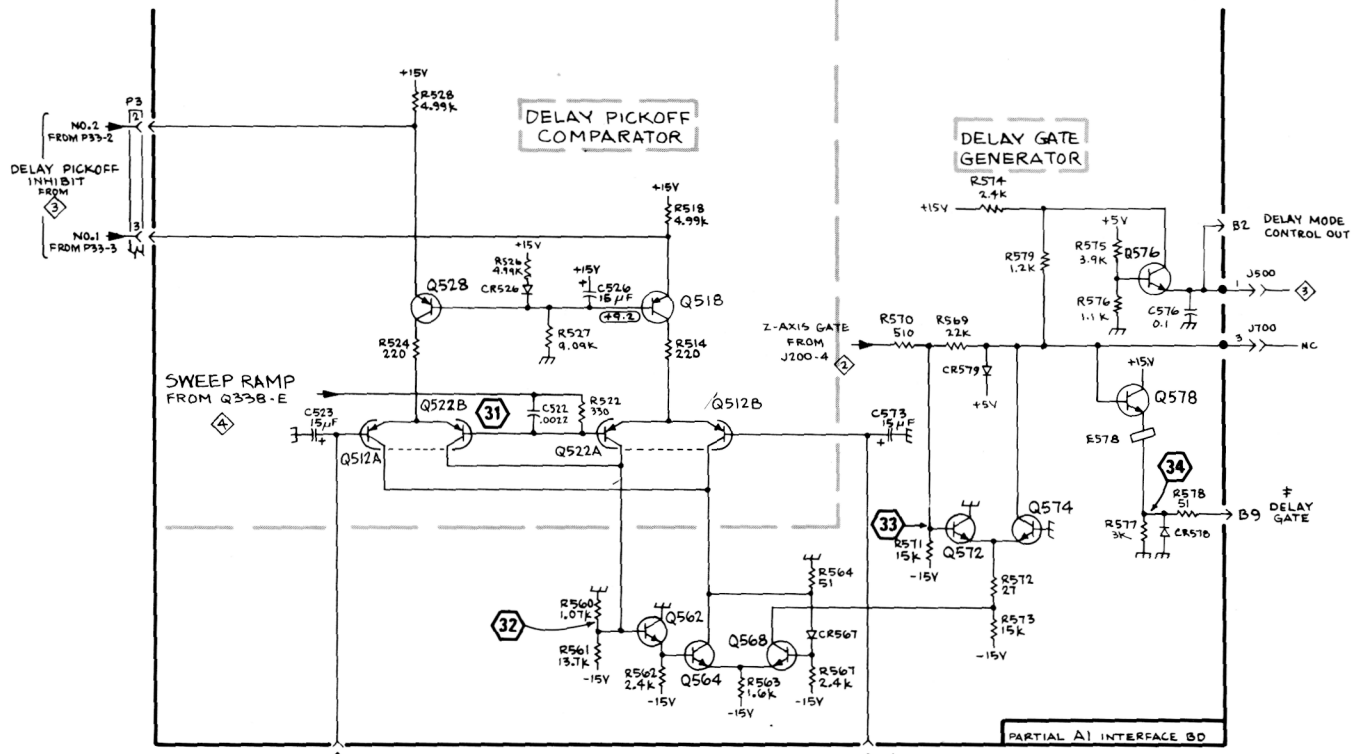 +15V
R528
4.99K
P3
2
NO.2
FROM P33-2
DELAY PICKOFF
INHIBIT
FROM
3
3
NO.1
FROM P33-3
DELAY PICKOFF
COMPARATOR
+15V
R518
4.99K
+15V
R526
4.99K
CR526
+15V
+
C526
15µF
+9.2
Q528
Q518
R527
9.09K
R524
220
R514
220
SWEEP RAMP
FROM Q338-E
4
C523
15µF
+
Q522B
31
C522
.0022
R522
330
Q512B
Q512A
Q522A
C573
15µF
+
DELAY GATE
GENERATOR
R574
2.4K
+15V
R579
1.2K
+5V
R575
3.9K
Q576
R576
1.1K
C576
0.1
B2
DELAY MODE
CONTROL OUT
J500
1
3
J700
3
NC
Z-AXIS GATE
FROM
J200-4
2
R570
510
R569
22K
CR579
+5V
+15V
Q578
E578
34
R578
51
B9
‡
DELAY
GATE
R577
3K
CR578
33
R571
15K
-15V
Q572
Q574
R572
27
R573
15K
-15V
R564
51
CR567
R567
2.4K
-15V
32
R560
1.07K
R561
13.7K
-15V
Q562
R562
2.4K
-15V
Q564
Q568
R563
1.6K
-15V
PARTIAL A1 INTERFACE BD